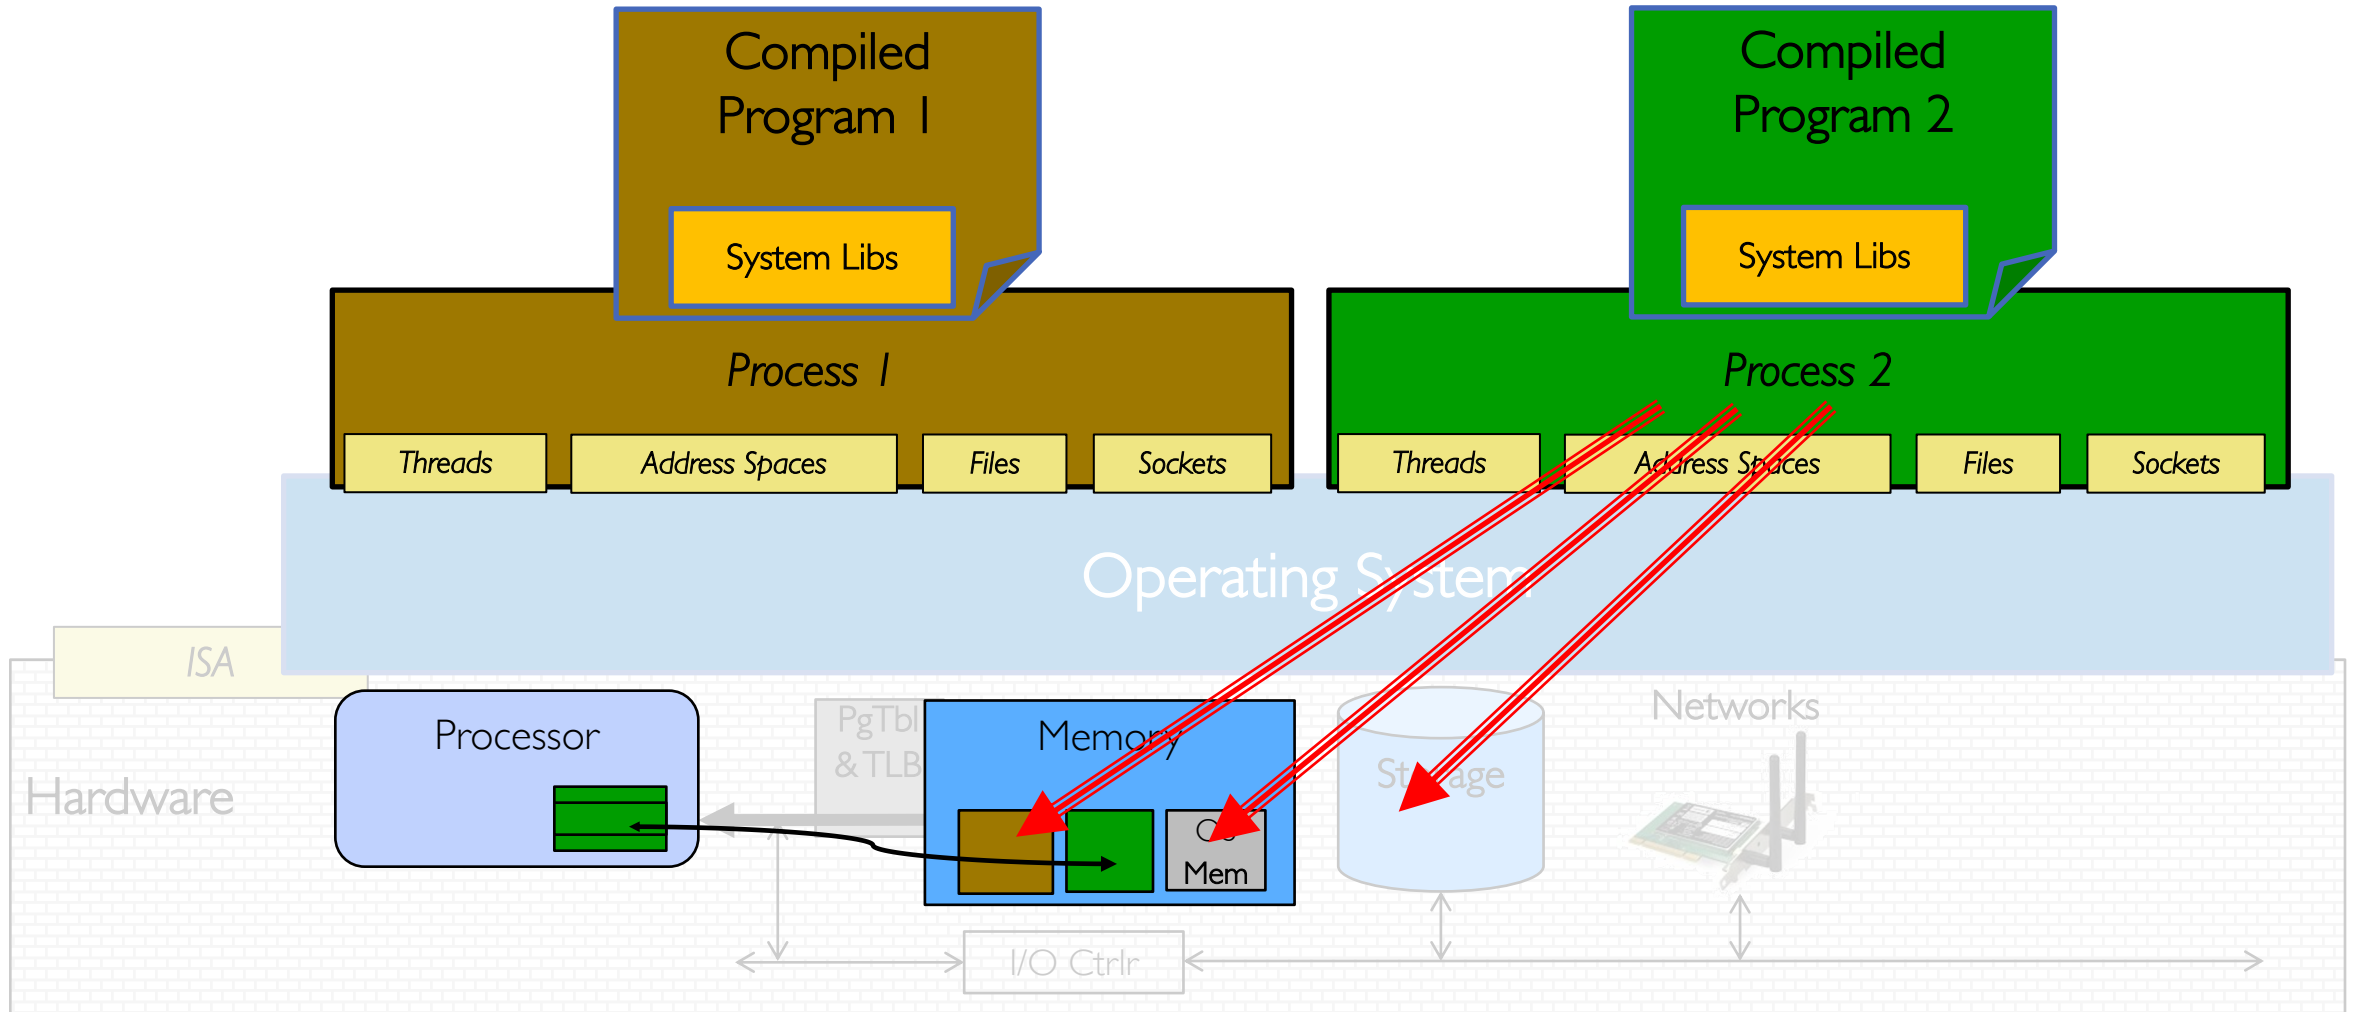 Compiled
Program 1
System Libs
Compiled
Program 2
System Libs
Process 1
Process 2
Threads
Address Spaces
Files
Sockets
Threads
Address Spaces
Files
Sockets
Operating System
ISA
Hardware
Processor
PgTbl
& TLB
Memory
Mem
Storage
Networks
I/O Ctrlr